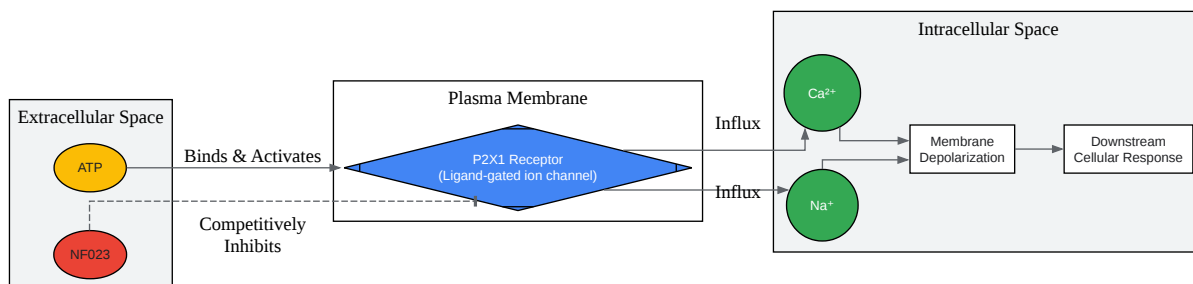 Extracellular Space
ATP
NF023
Binds & Activates
Competitively
Inhibits
Plasma Membrane
P2X1 Receptor
(Ligand-gated ion channel)
Influx
Influx
Intracellular Space
Ca²⁺
Na⁺
Membrane
Depolarization
Downstream
Cellular Response